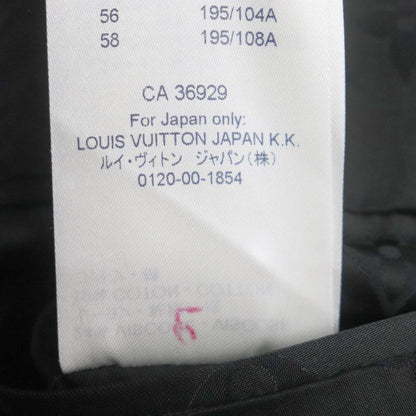 56 195/104A
58 195/108A
CA 36929
For Japan only:
LOUIS VUITTON JAPAN K.K.
ルイ・ヴィトン ジャパン(株)
0120-00-1854